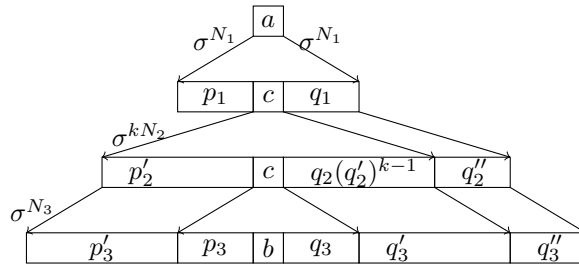 a
σ^{N_1} σ^{N_1}
p_1 c q_1
σ^{kN_2}
p'_2 c q_2(q'_2)^{k−1} q''_2
σ^{N_3}
p'_3 p_3 b q_3 q'_3 q''_3